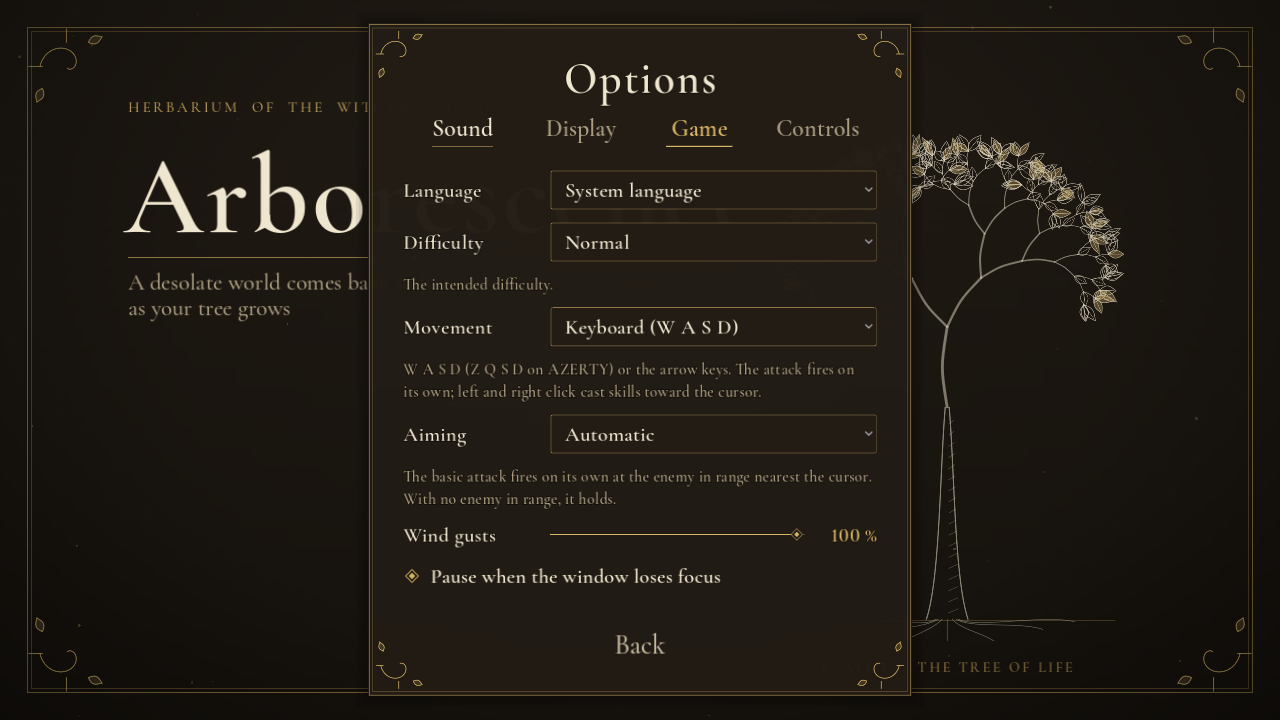 HERBARIUM OF THE WIT
Arbo
A desolate world comes ba
as your tree grows
Options
Sound Display Game Controls
Language System language
Difficulty Normal
The intended difficulty.
Movement Keyboard (W A S D)
W A S D (Z Q S D on AZERTY) or the arrow keys. The attack fires on
its own; left and right click cast skills toward the cursor.
Aiming Automatic
The basic attack fires on its own at the enemy in range nearest the cursor.
With no enemy in range, it holds.
Wind gusts 100 %
Pause when the window loses focus
Back
THE TREE OF LIFE